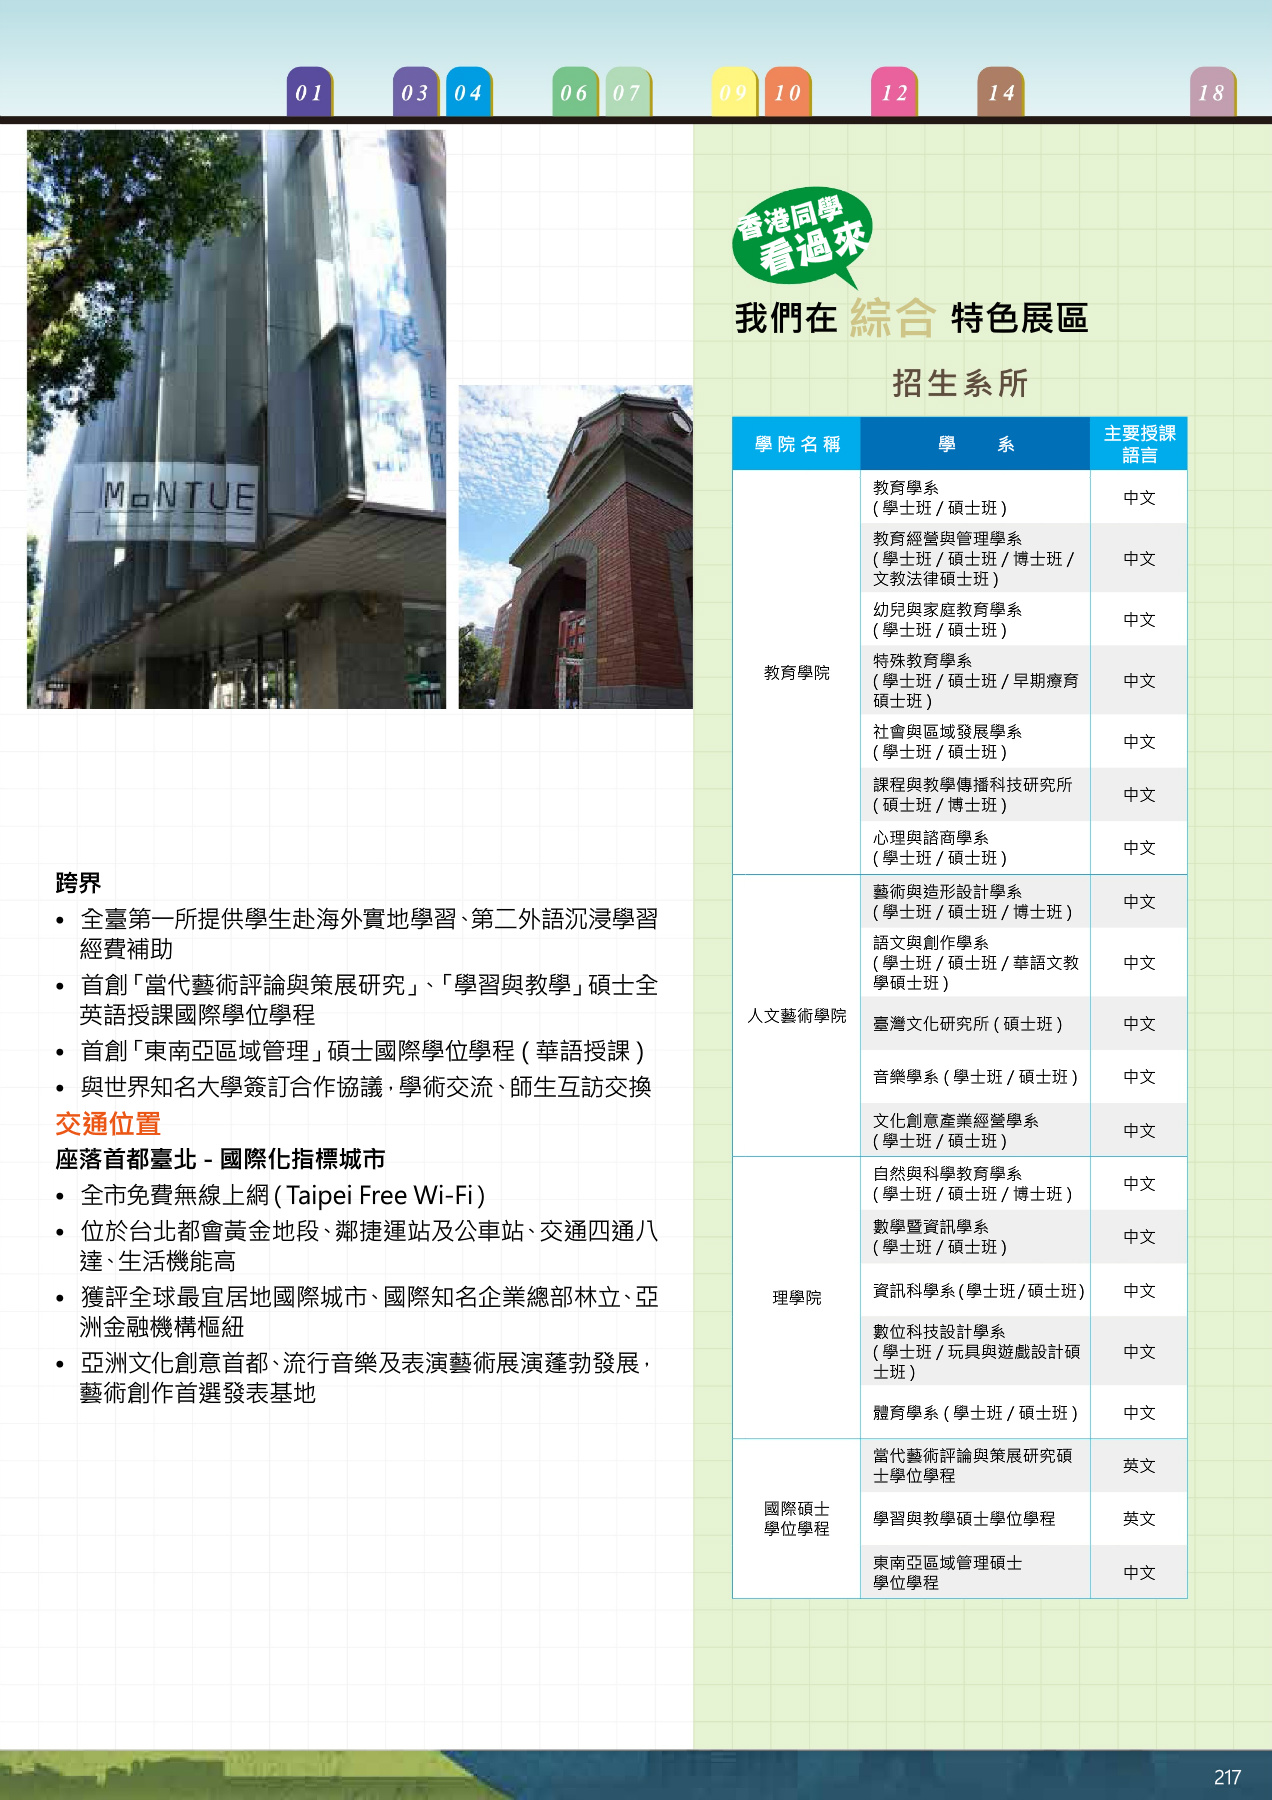 01
03
04
06
07
09
10
12
14
18
展
MoNTUE
香港同學
看過來
我們在 綜合 特色展區
招生系所
學院名稱 學 系 主要授課
語言
教育學院
教育學系
( 學士班 / 碩士班 ) 中文
教育經營與管理學系
( 學士班 / 碩士班 / 博士班 /
文教法律碩士班 ) 中文
幼兒與家庭教育學系
( 學士班 / 碩士班 ) 中文
特殊教育學系
( 學士班 / 碩士班 / 早期療育
碩士班 ) 中文
社會與區域發展學系
( 學士班 / 碩士班 ) 中文
課程與教學傳播科技研究所
( 碩士班 / 博士班 ) 中文
心理與諮商學系
( 學士班 / 碩士班 ) 中文
人文藝術學院
藝術與造形設計學系
( 學士班 / 碩士班 / 博士班 ) 中文
語文與創作學系
( 學士班 / 碩士班 / 華語文教
學碩士班 ) 中文
臺灣文化研究所 ( 碩士班 ) 中文
音樂學系 ( 學士班 / 碩士班 ) 中文
文化創意產業經營學系
( 學士班 / 碩士班 ) 中文
理學院
自然與科學教育學系
( 學士班 / 碩士班 / 博士班 ) 中文
數學暨資訊學系
( 學士班 / 碩士班 ) 中文
資訊科學系 ( 學士班 / 碩士班 ) 中文
數位科技設計學系
( 學士班 / 玩具與遊戲設計碩
士班 ) 中文
體育學系 ( 學士班 / 碩士班 ) 中文
國際碩士
學位學程
當代藝術評論與策展研究碩
士學位學程 英文
學習與教學碩士學位學程 英文
東南亞區域管理碩士
學位學程 中文
跨界
• 全臺第一所提供學生赴海外實地學習、第二外語沉浸學習
經費補助
• 首創「當代藝術評論與策展研究」、「學習與教學」碩士全
英語授課國際學位學程
• 首創「東南亞區域管理」碩士國際學位學程 ( 華語授課 )
• 與世界知名大學簽訂合作協議，學術交流、師生互訪交換
交通位置
座落首都臺北 - 國際化指標城市
• 全市免費無線上網 ( Taipei Free Wi-Fi )
• 位於台北都會黃金地段、鄰捷運站及公車站、交通四通八
達、生活機能高
• 獲評全球最宜居地國際城市、國際知名企業總部林立、亞
洲金融機構樞紐
• 亞洲文化創意首都、流行音樂及表演藝術展演蓬勃發展，
藝術創作首選發表基地
217